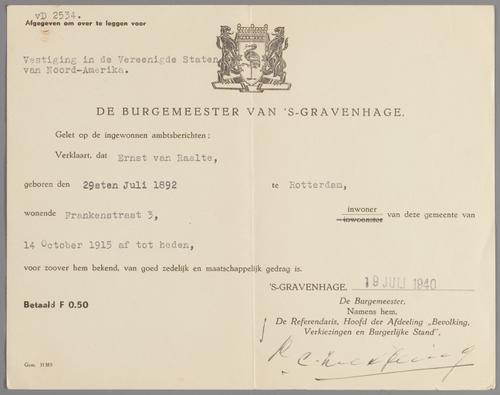 vD 2534.
Afgegeven om over te leggen voor
Vestiging in de Vereenigde Staten
van Noord-Amerika.
DE BURGEMEESTER VAN 'S-GRAVENHAGE.
Gelet op de ingewonnen ambtsberichten;
Verklaart, dat Ernst van Raalte,
geboren den 29sten Juli 1892 te Rotterdam,
wonende Frankenstraat 3, inwoner
inwoonster van deze gemeente van
14 October 1915 af tot heden,
voor zoover hem bekend, van goed zedelijk en maatschappelijk gedrag is.
'S-GRAVENHAGE, 19 JULI 1940
Betaald F 0.50
De Burgemeester,
Namens hem,
De Referendaris, Hoofd der Afdeeling „Bevolking,
Verkiezingen en Burgerlijke Stand",
Gem. 31383